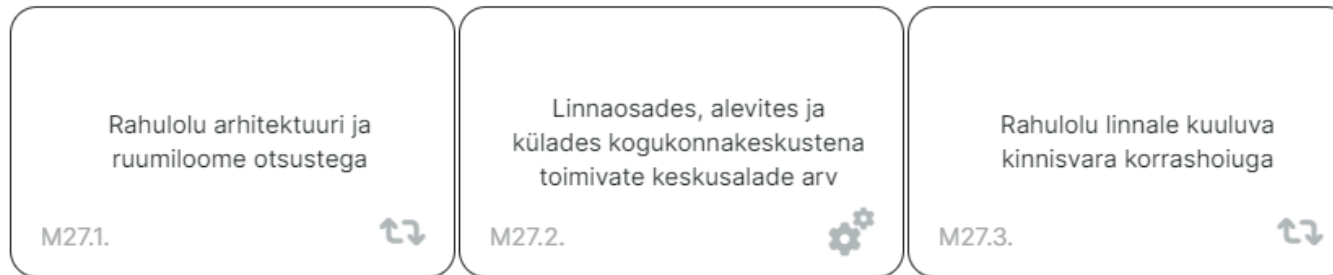 Rahulolu arhitektuuri ja
ruumiloome otsustega
M27.1.
Linnaosades, alevites ja
külades kogukonnakeskustena
toimivate keskusalade arv
M27.2.
Rahulolu linnale kuuluva
kinnisvara korrashoiuga
M27.3.